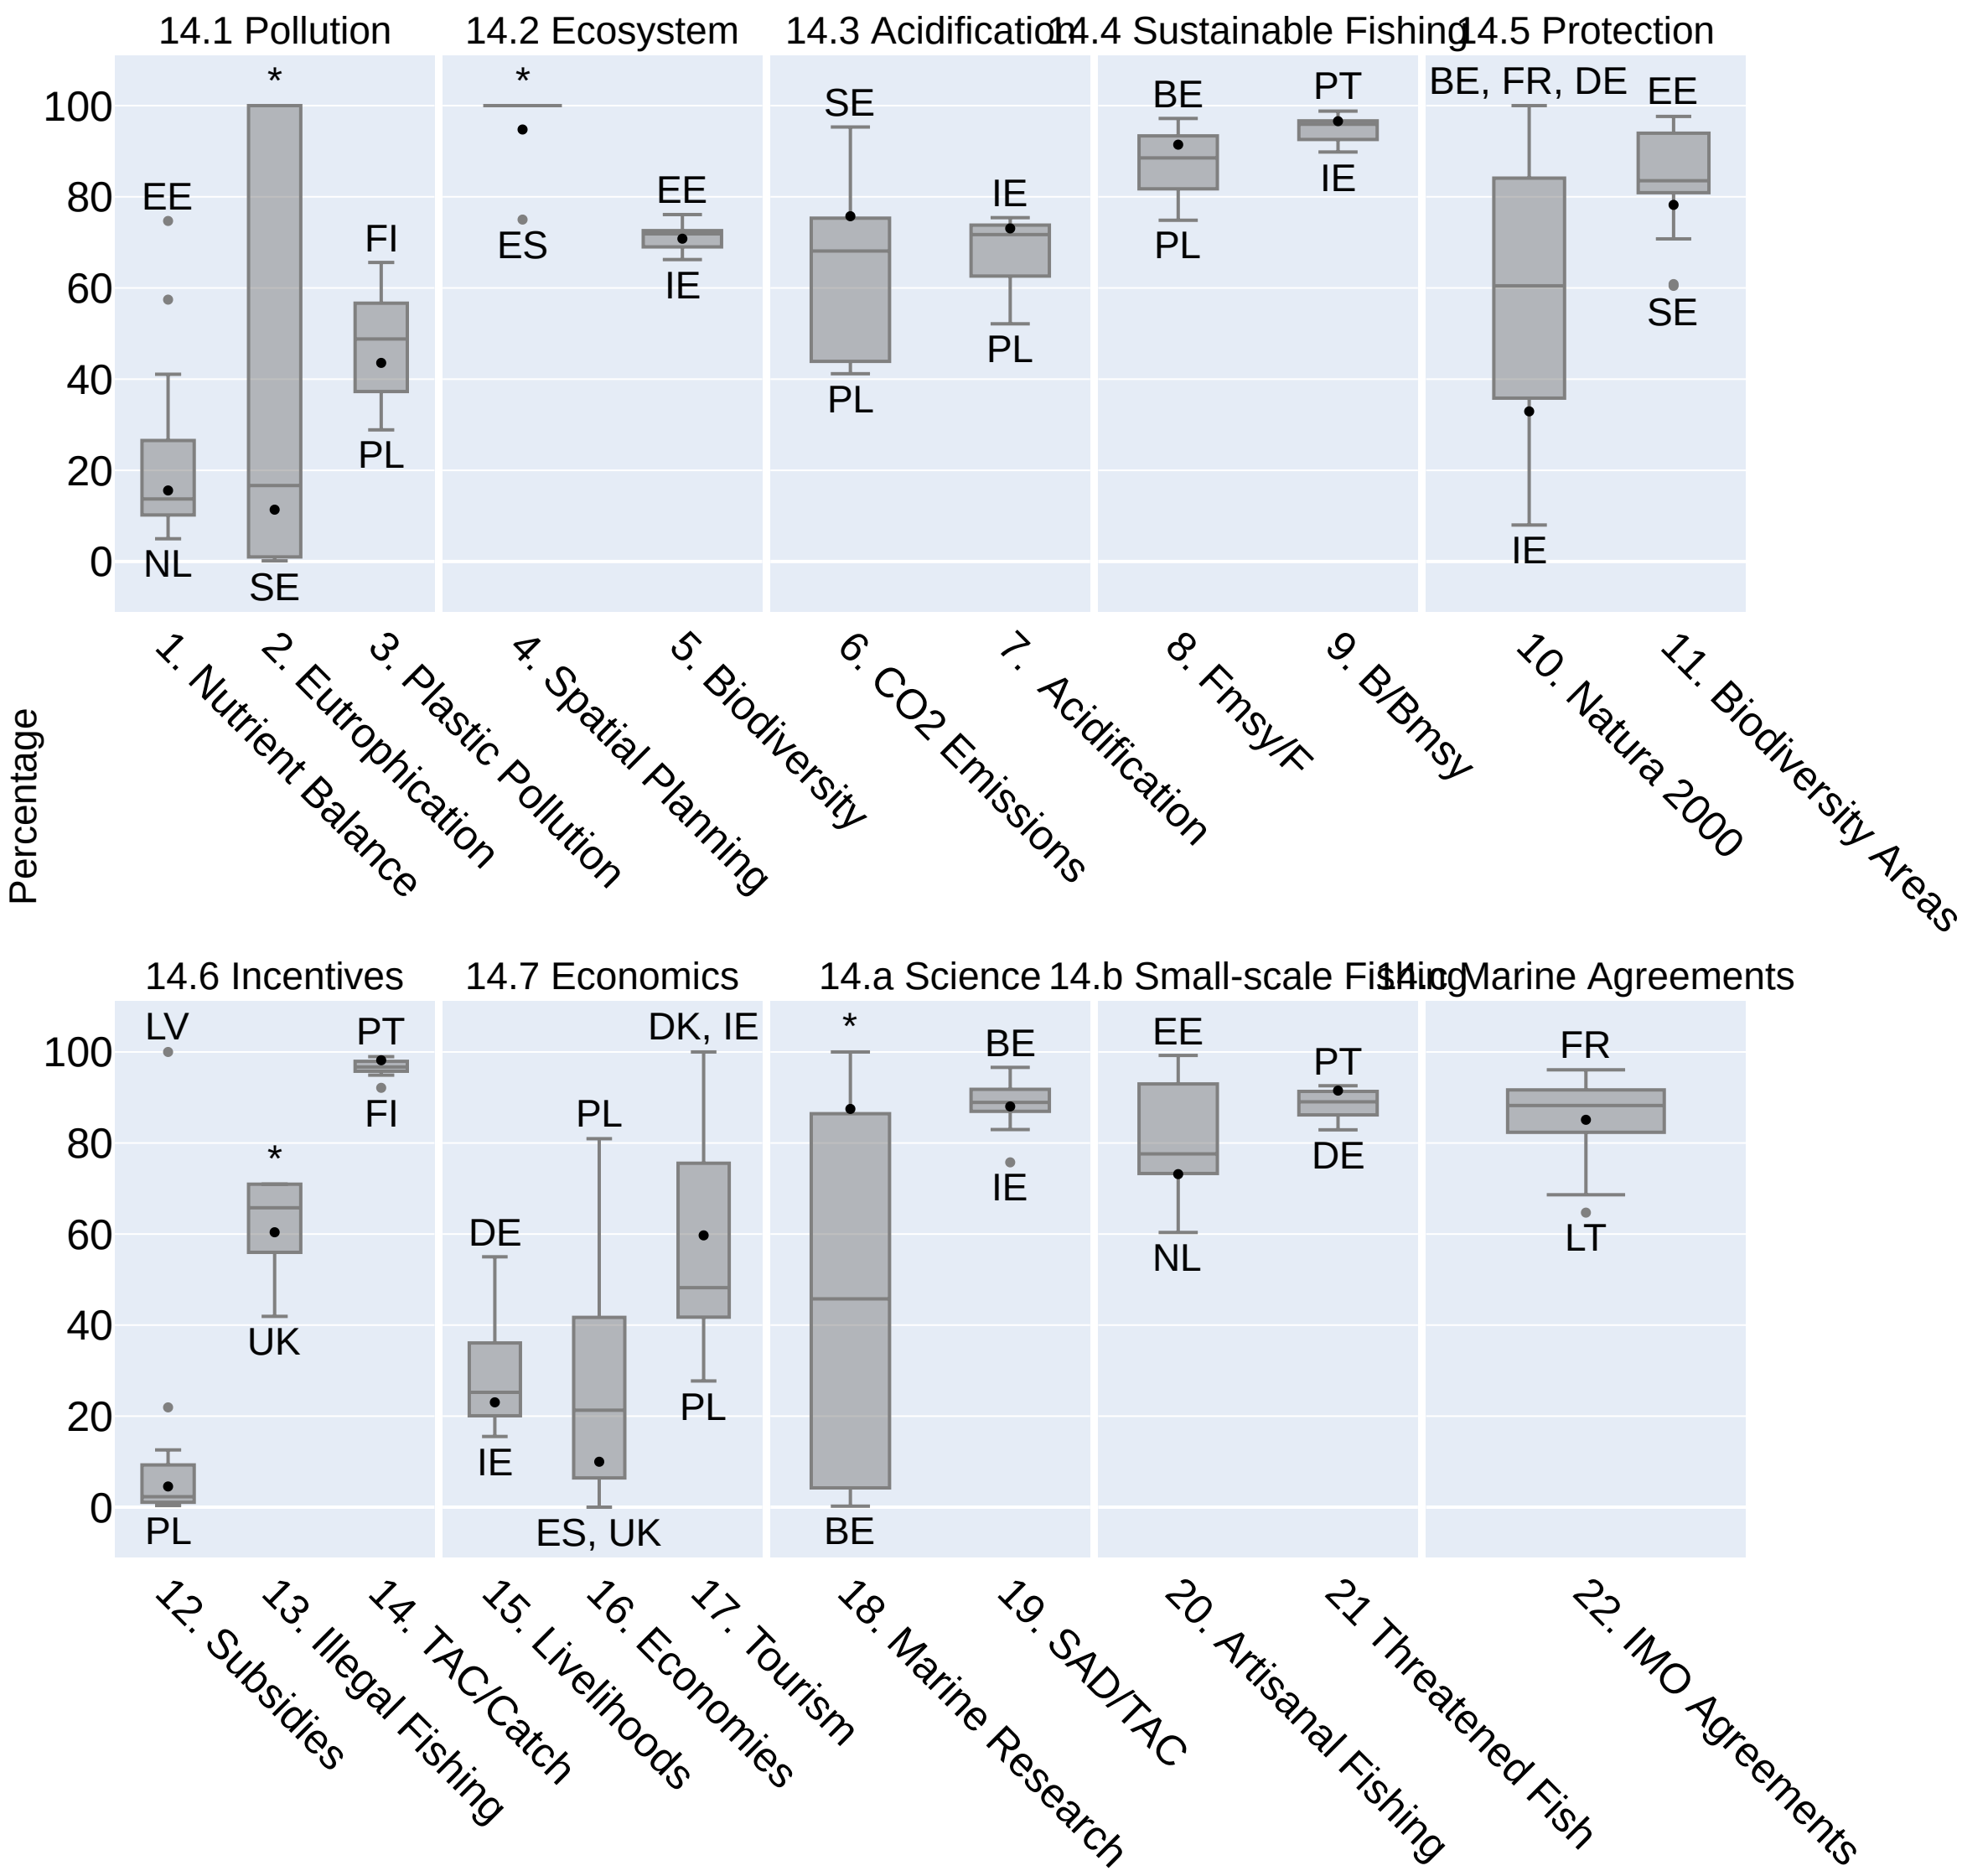 14.1 Pollution
14.2 Ecosystem
14.3 Acidification
14.4 Sustainable Fishing
14.5 Protection
Percentage
100
80
60
40
20
0
EE
NL
*
SE
FI
PL
*
ES
EE
IE
SE
PL
IE
PL
BE
PL
PT
IE
BE, FR, DE
IE
EE
SE
1. Nutrient Balance
2. Eutrophication
3. Plastic Pollution
4. Spatial Planning
5. Biodiversity
6. CO2 Emissions
7. Acidification
8. Fmsy/F
9. B/Bmsy
10. Natura 2000
11. Biodiversity Areas
14.6 Incentives
14.7 Economics
14.a Science
14.b Small-scale Fishing
14.c Marine Agreements
100
80
60
40
20
0
LV
PL
*
UK
PT
FI
DE
IE
PL
ES, UK
DK, IE
PL
*
BE
BE
IE
EE
NL
PT
DE
FR
LT
12. Subsidies
13. Illegal Fishing
14. TAC/Catch
15. Livelihoods
16. Economies
17. Tourism
18. Marine Research
19. SAD/TAC
20. Artisanal Fishing
21 Threatened Fish
22. IMO Agreements